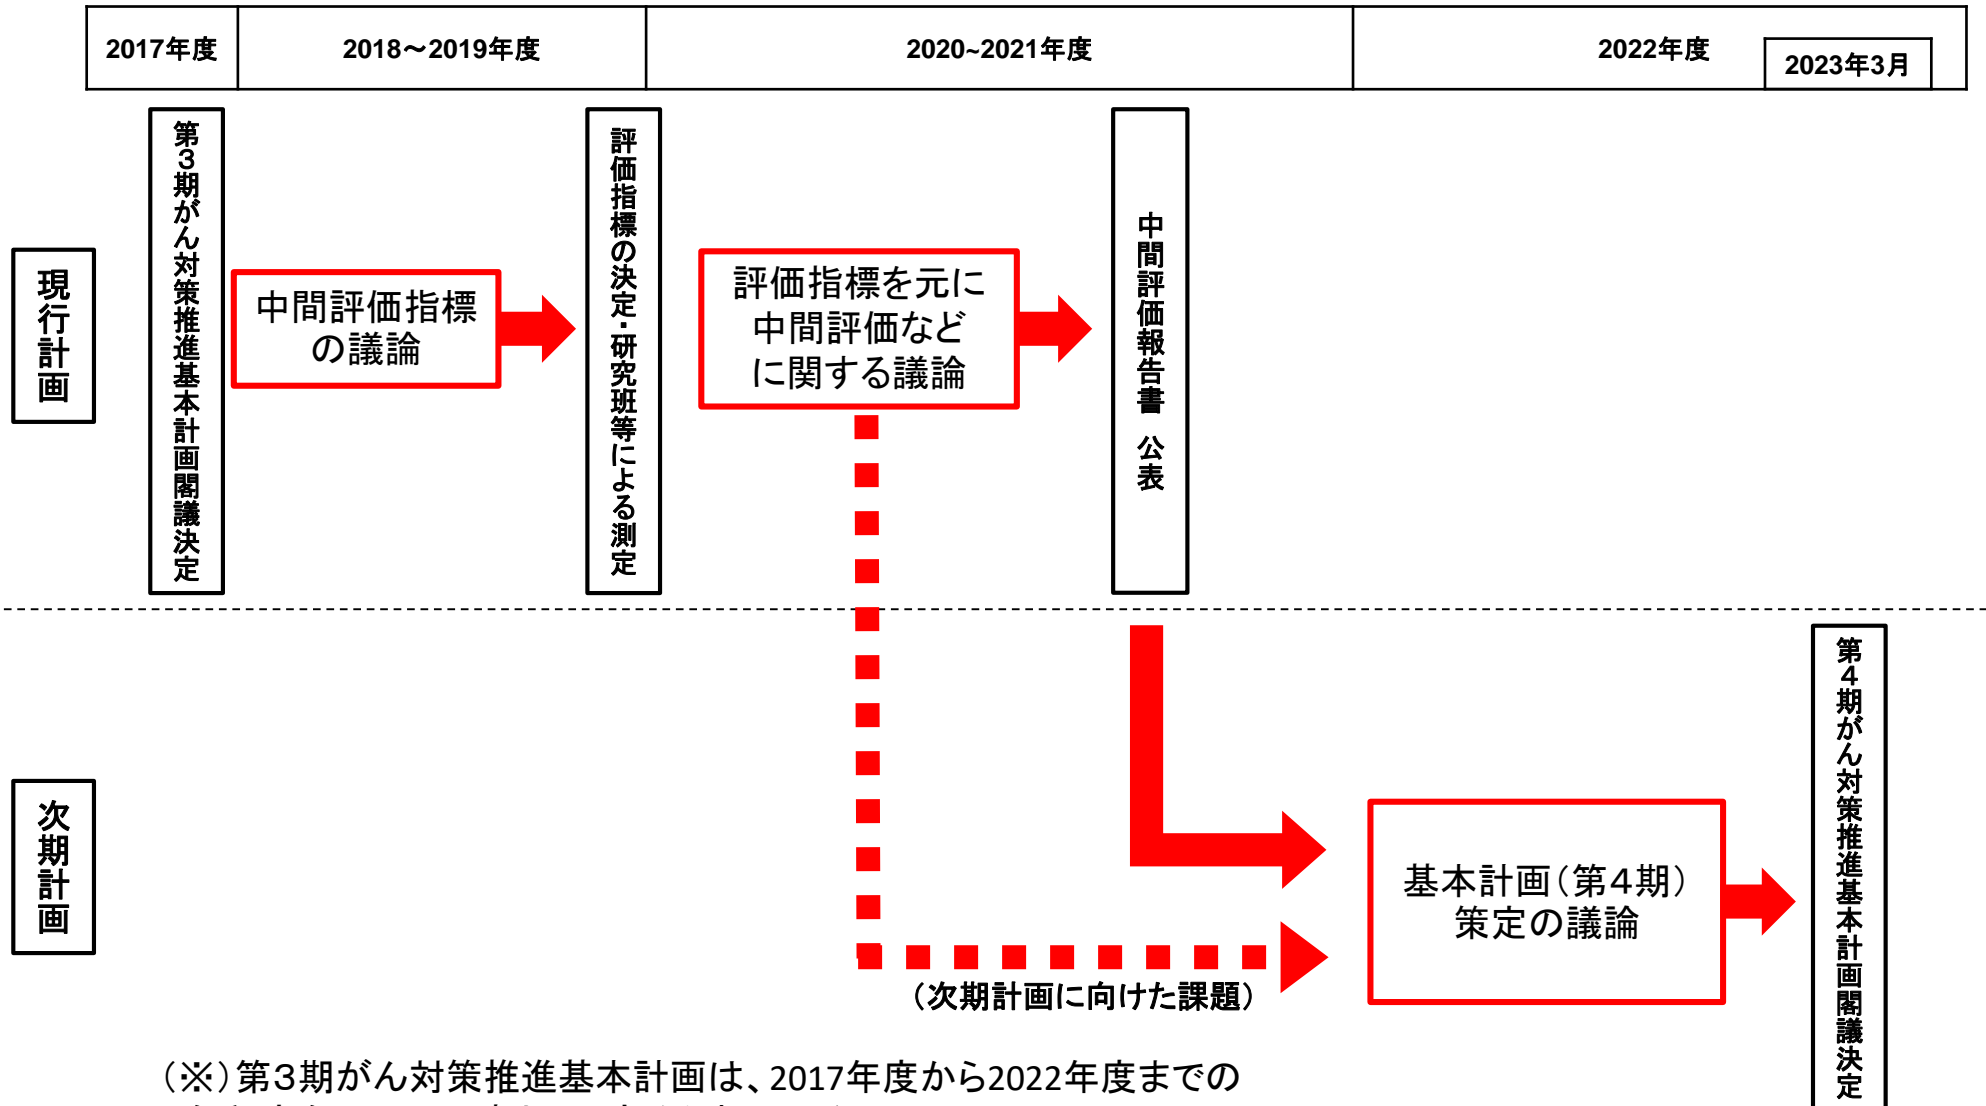 2017年度
2018～2019年度
2020~2021年度
2022年度
2023年3月
現行計画
第３期がん対策推進基本計画閣議決定
中間評価指標
の議論
評価指標の決定・研究班等による測定
評価指標を元に
中間評価など
に関する議論
中間評価報告書 公表
次期計画
（次期計画に向けた課題）
基本計画（第４期）
策定の議論
第４期がん対策推進基本計画閣議決定
（※）第３期がん対策推進基本計画は、2017年度から2022年度までの